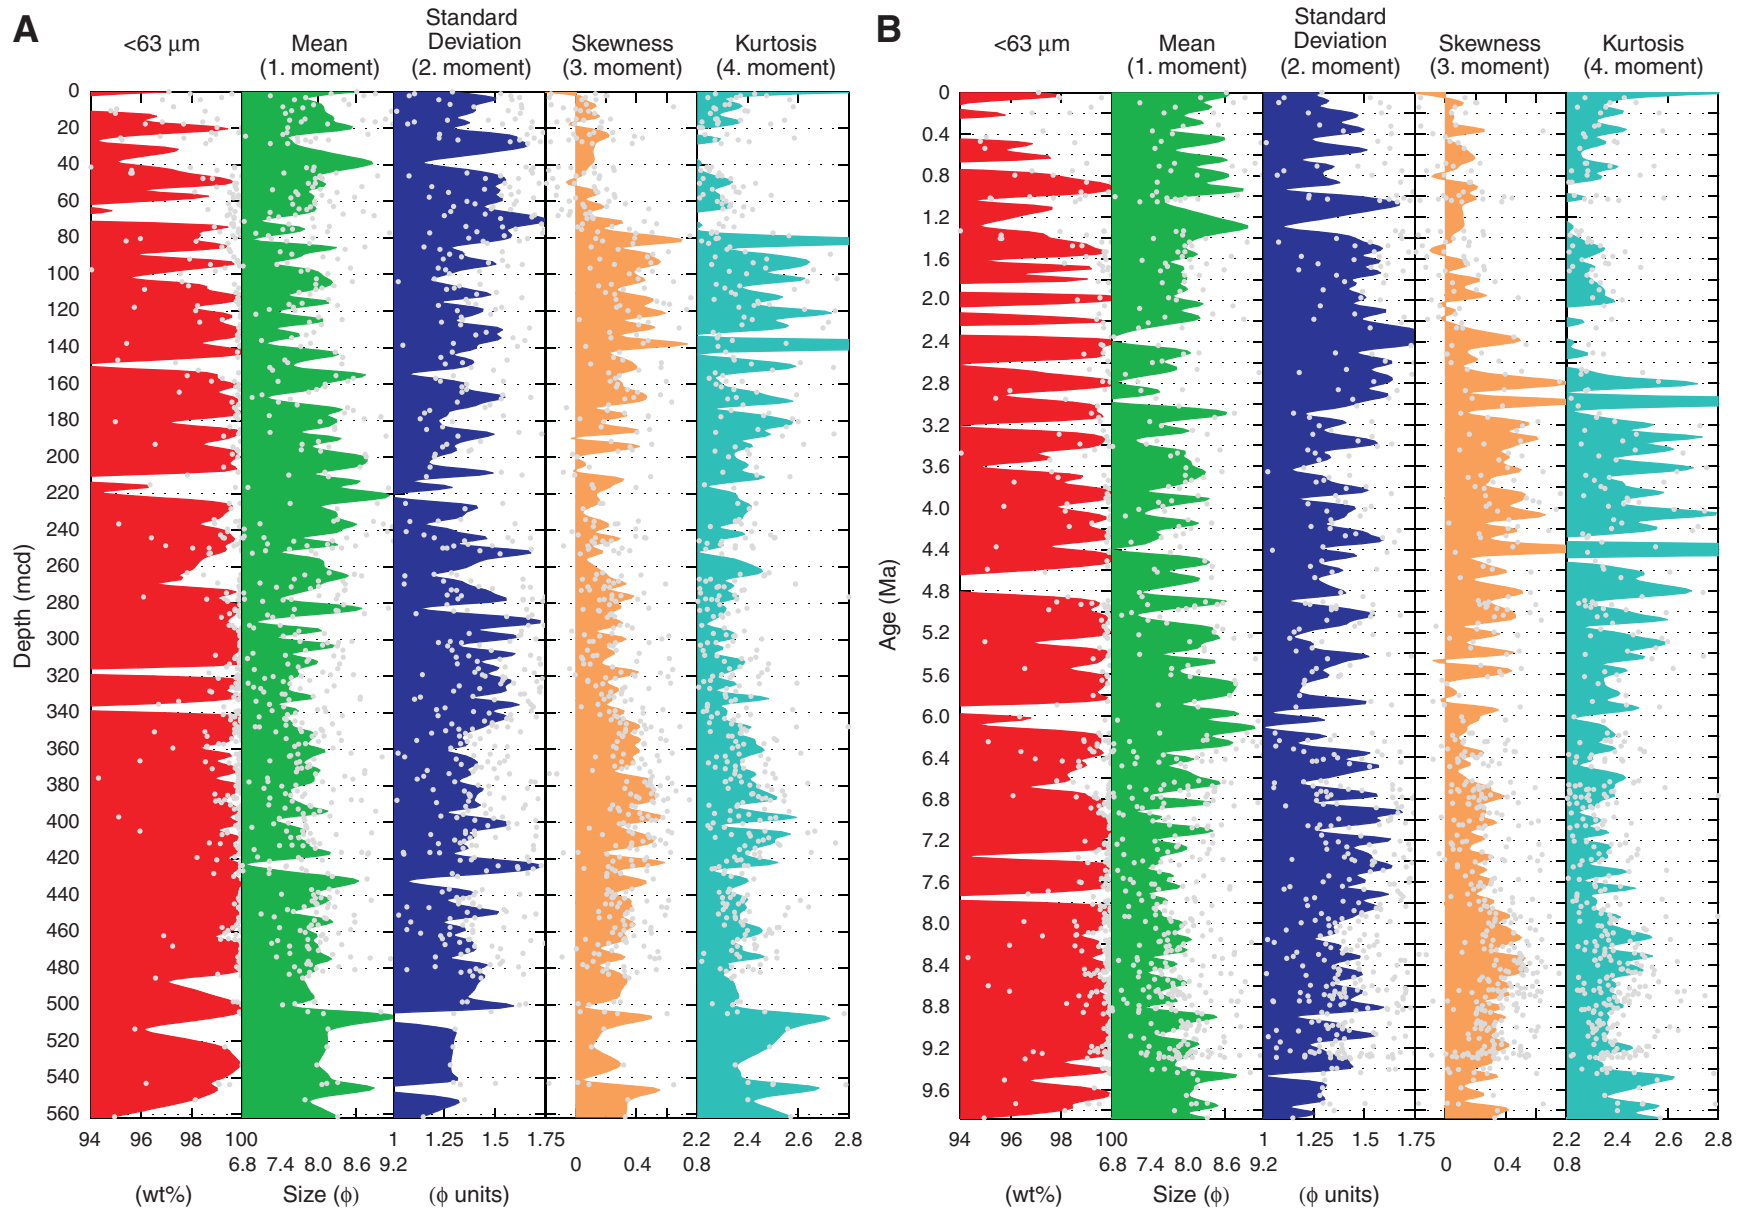 A
<63 µm
Mean
(1. moment)
Standard
Deviation
(2. moment)
Skewness
(3. moment)
Kurtosis
(4. moment)
Depth (mcd)
0
20
40
60
80
100
120
140
160
180
200
220
240
260
280
300
320
340
360
380
400
420
440
460
480
500
520
540
560
94 96 98 100 1 1.25 1.5 1.75 2.2 2.4 2.6 2.8
6.8 7.4 8.0 8.6 9.2 0 0.4 0.8
(wt%) Size (ϕ) (ϕ units)
B
<63 µm
Mean
(1. moment)
Standard
Deviation
(2. moment)
Skewness
(3. moment)
Kurtosis
(4. moment)
Age (Ma)
0
0.4
0.8
1.2
1.6
2.0
2.4
2.8
3.2
3.6
4.0
4.4
4.8
5.2
5.6
6.0
6.4
6.8
7.2
7.6
8.0
8.4
8.8
9.2
9.6
94 96 98 100 1 1.25 1.5 1.75 2.2 2.4 2.6 2.8
6.8 7.4 8.0 8.6 9.2 0 0.4 0.8
(wt%) Size (ϕ) (ϕ units)